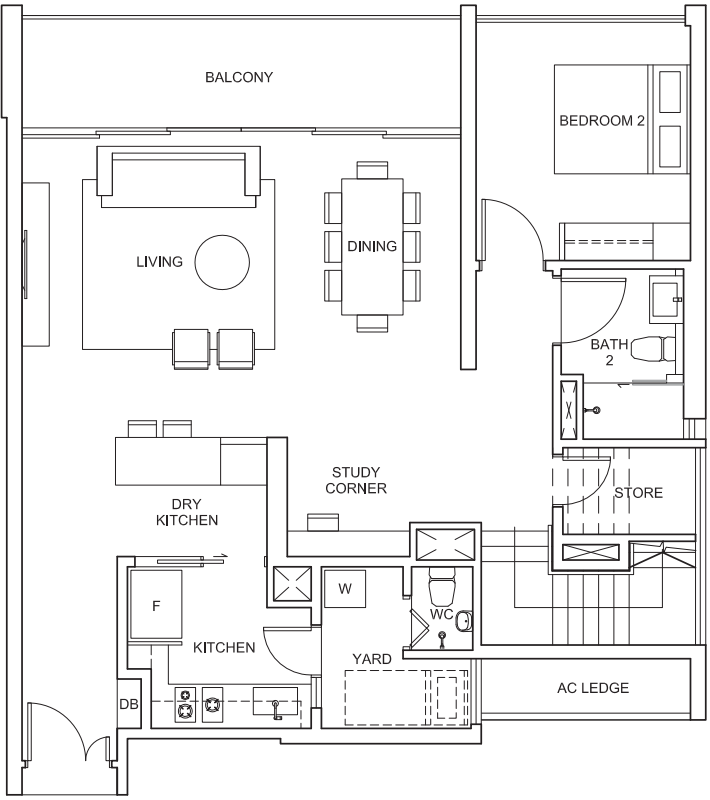 BALCONY
BEDROOM 2
LIVING
DINING
BATH
2
STUDY
CORNER
STORE
DRY
KITCHEN
F
W
WC
KITCHEN
YARD
DB
AC LEDGE